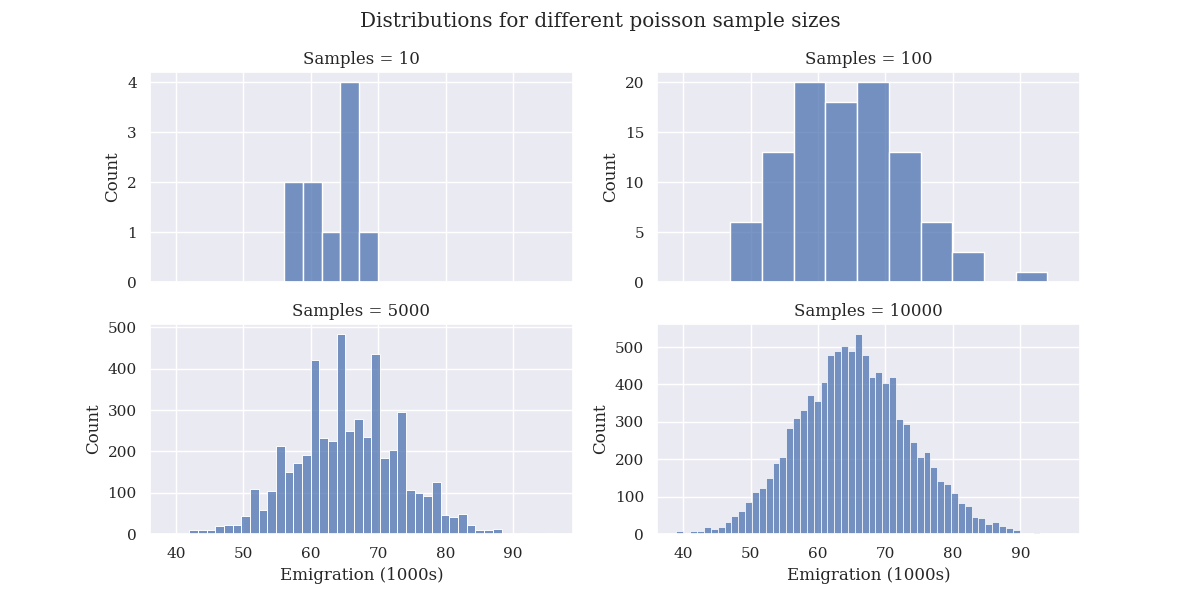 Distributions for different poisson sample sizes
Samples = 10
Count
4
3
2
1
0
Samples = 100
Count
20
15
10
5
0
Samples = 5000
Count
500
400
300
200
100
0
40 50 60 70 80 90
Emigration (1000s)
Samples = 10000
Count
500
400
300
200
100
0
40 50 60 70 80 90
Emigration (1000s)